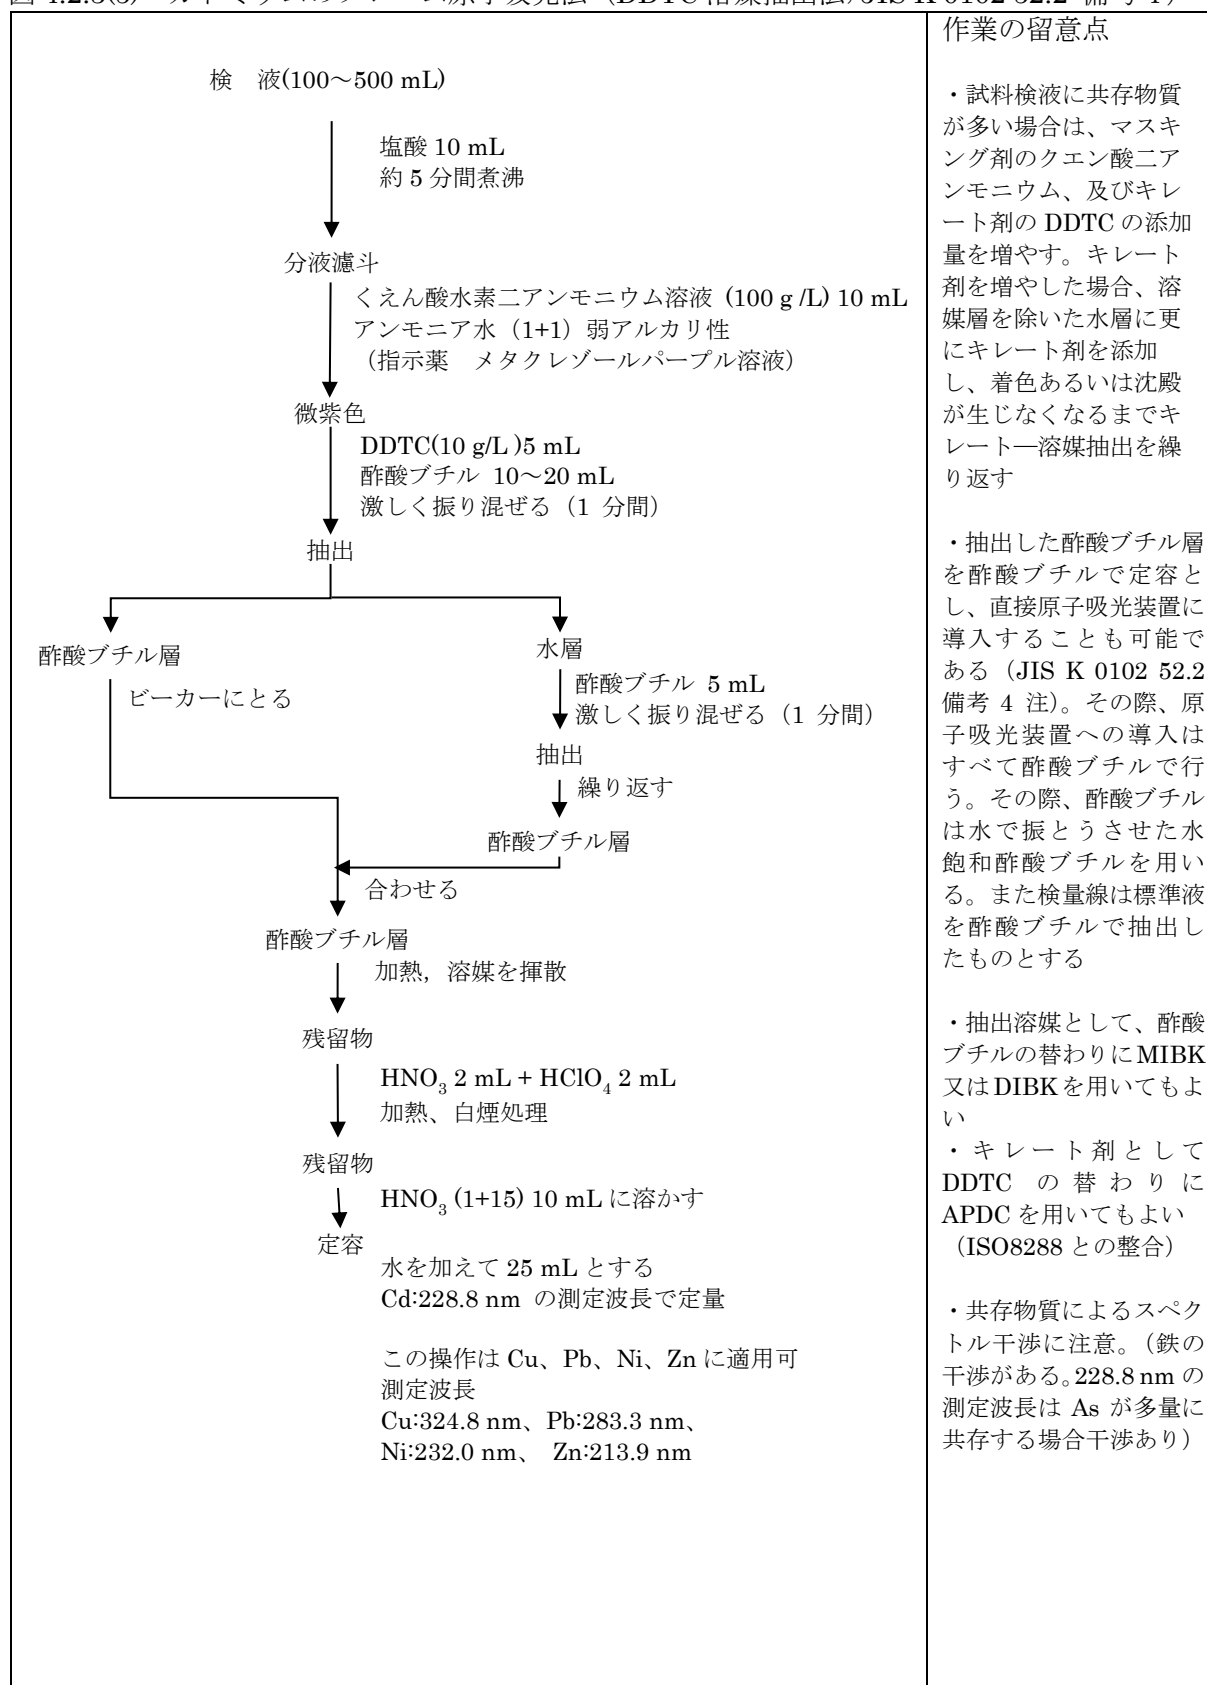 作業の留意点
検　液(100～500 mL)
塩酸 10 mL
約 5 分間煮沸
分液濾斗
くえん酸水素二アンモニウム溶液 (100 g /L) 10 mL
アンモニア水（1+1）弱アルカリ性
（指示薬　メタクレゾールパープル溶液）
微紫色
DDTC(10 g/L )5 mL
酢酸ブチル 10～20 mL
激しく振り混ぜる（1 分間）
抽出
酢酸ブチル層
ビーカーにとる
水層
酢酸ブチル 5 mL
激しく振り混ぜる（1 分間）
抽出
繰り返す
酢酸ブチル層
合わせる
酢酸ブチル層
加熱，溶媒を揮散
残留物
HNO₃ 2 mL + HClO₄ 2 mL
加熱、白煙処理
残留物
HNO₃ (1+15) 10 mL に溶かす
定容
水を加えて 25 mL とする
Cd:228.8 nm の測定波長で定量
この操作は Cu、Pb、Ni、Zn に適用可
測定波長
Cu:324.8 nm、Pb:283.3 nm、
Ni:232.0 nm、 Zn:213.9 nm
・試料検液に共存物質
が多い場合は、マスキ
ング剤のクエン酸二ア
ンモニウム、及びキレ
ート剤の DDTC の添加
量を増やす。キレート
剤を増やした場合、溶
媒層を除いた水層に更
にキレート剤を添加
し、着色あるいは沈殿
が生じなくなるまでキ
レート―溶媒抽出を繰
り返す
・抽出した酢酸ブチル層
を酢酸ブチルで定容と
し、直接原子吸光装置に
導入することも可能で
ある（JIS K 0102 52.2
備考 4 注)。その際、原
子吸光装置への導入は
すべて酢酸ブチルで行
う。その際、酢酸ブチル
は水で振とうさせた水
飽和酢酸ブチルを用い
る。また検量線は標準液
を酢酸ブチルで抽出し
たものとする
・抽出溶媒として、酢酸
ブチルの替わりに MIBK
又は DIBK を用いてもよ
い
・キレート剤として
DDTC の替わりに
APDC を用いてもよい
（ISO8288 との整合）
・共存物質によるスペク
トル干渉に注意。（鉄の
干渉がある。228.8 nm の
測定波長は As が多量に
共存する場合干渉あり）